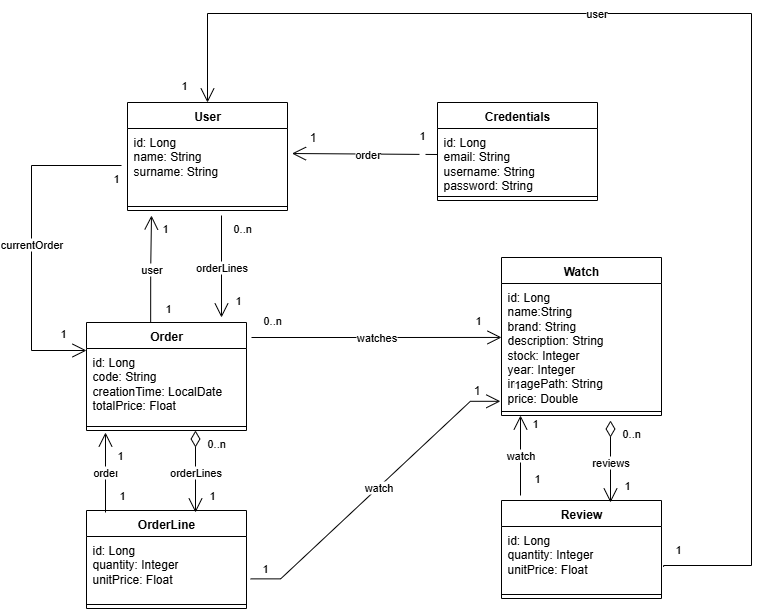 user
1
User
id: Long
name: String
surname: String
1
1
order
1
Credentials
id: Long
email: String
username: String
password: String
currentOrder
1
1
user
1
0..n
orderLines
1
Order
id: Long
code: String
creationTime: LocalDate
totalPrice: Float
0..n
watches
1
Watch
id: Long
name:String
brand: String
description: String
stock: Integer
year: Integer
imagePath: String
price: Double
1
order
1
0..n
orderLines
1
OrderLine
id: Long
quantity: Integer
unitPrice: Float
1
watch
1
1
watch
1
0..n
reviews
1
Review
id: Long
quantity: Integer
unitPrice: Float
1